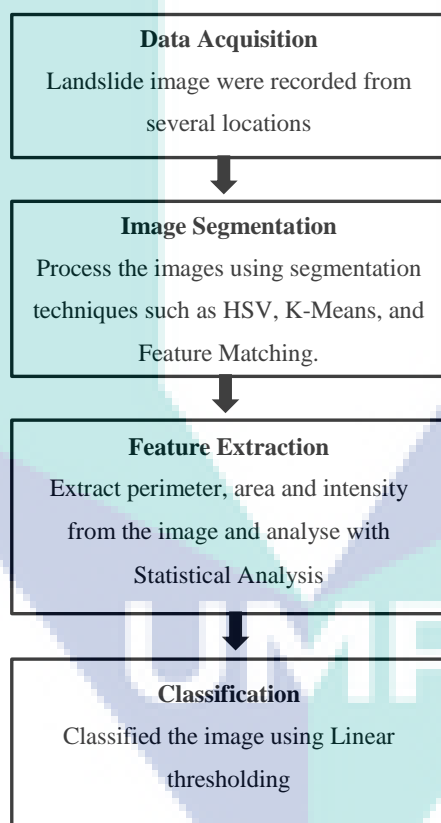 Data Acquisition
Landslide image were recorded from
several locations
Image Segmentation
Process the images using segmentation
techniques such as HSV, K-Means, and
Feature Matching.
Feature Extraction
Extract perimeter, area and intensity
from the image and analyse with
Statistical Analysis
UMP
Classification
Classified the image using Linear
thresholding